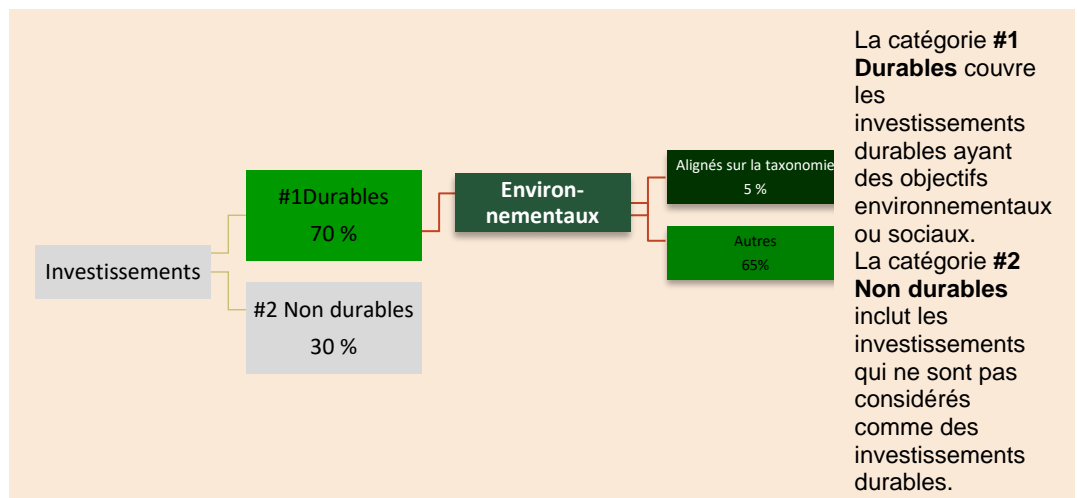 Investissements
#1Durables
70 %
#2 Non durables
30 %
Environ-
nementaux
Alignés sur la taxonomie
5 %
Autres
65%
La catégorie #1
Durables couvre
les
investissements
durables ayant
des objectifs
environnementaux
ou sociaux.
La catégorie #2
Non durables
inclut les
investissements
qui ne sont pas
considérés
comme des
investissements
durables.